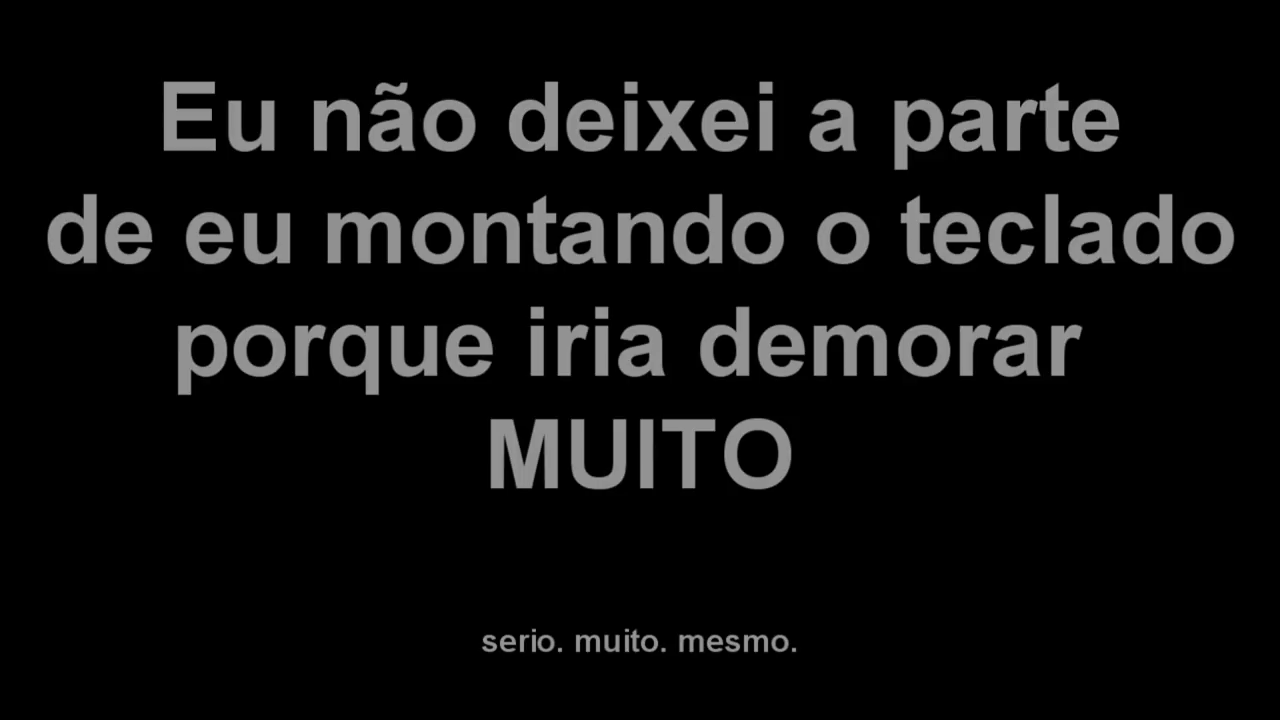 Eu não deixei a parte
de eu montando o teclado
porque iria demorar
MUITO
serio. muito. mesmo.